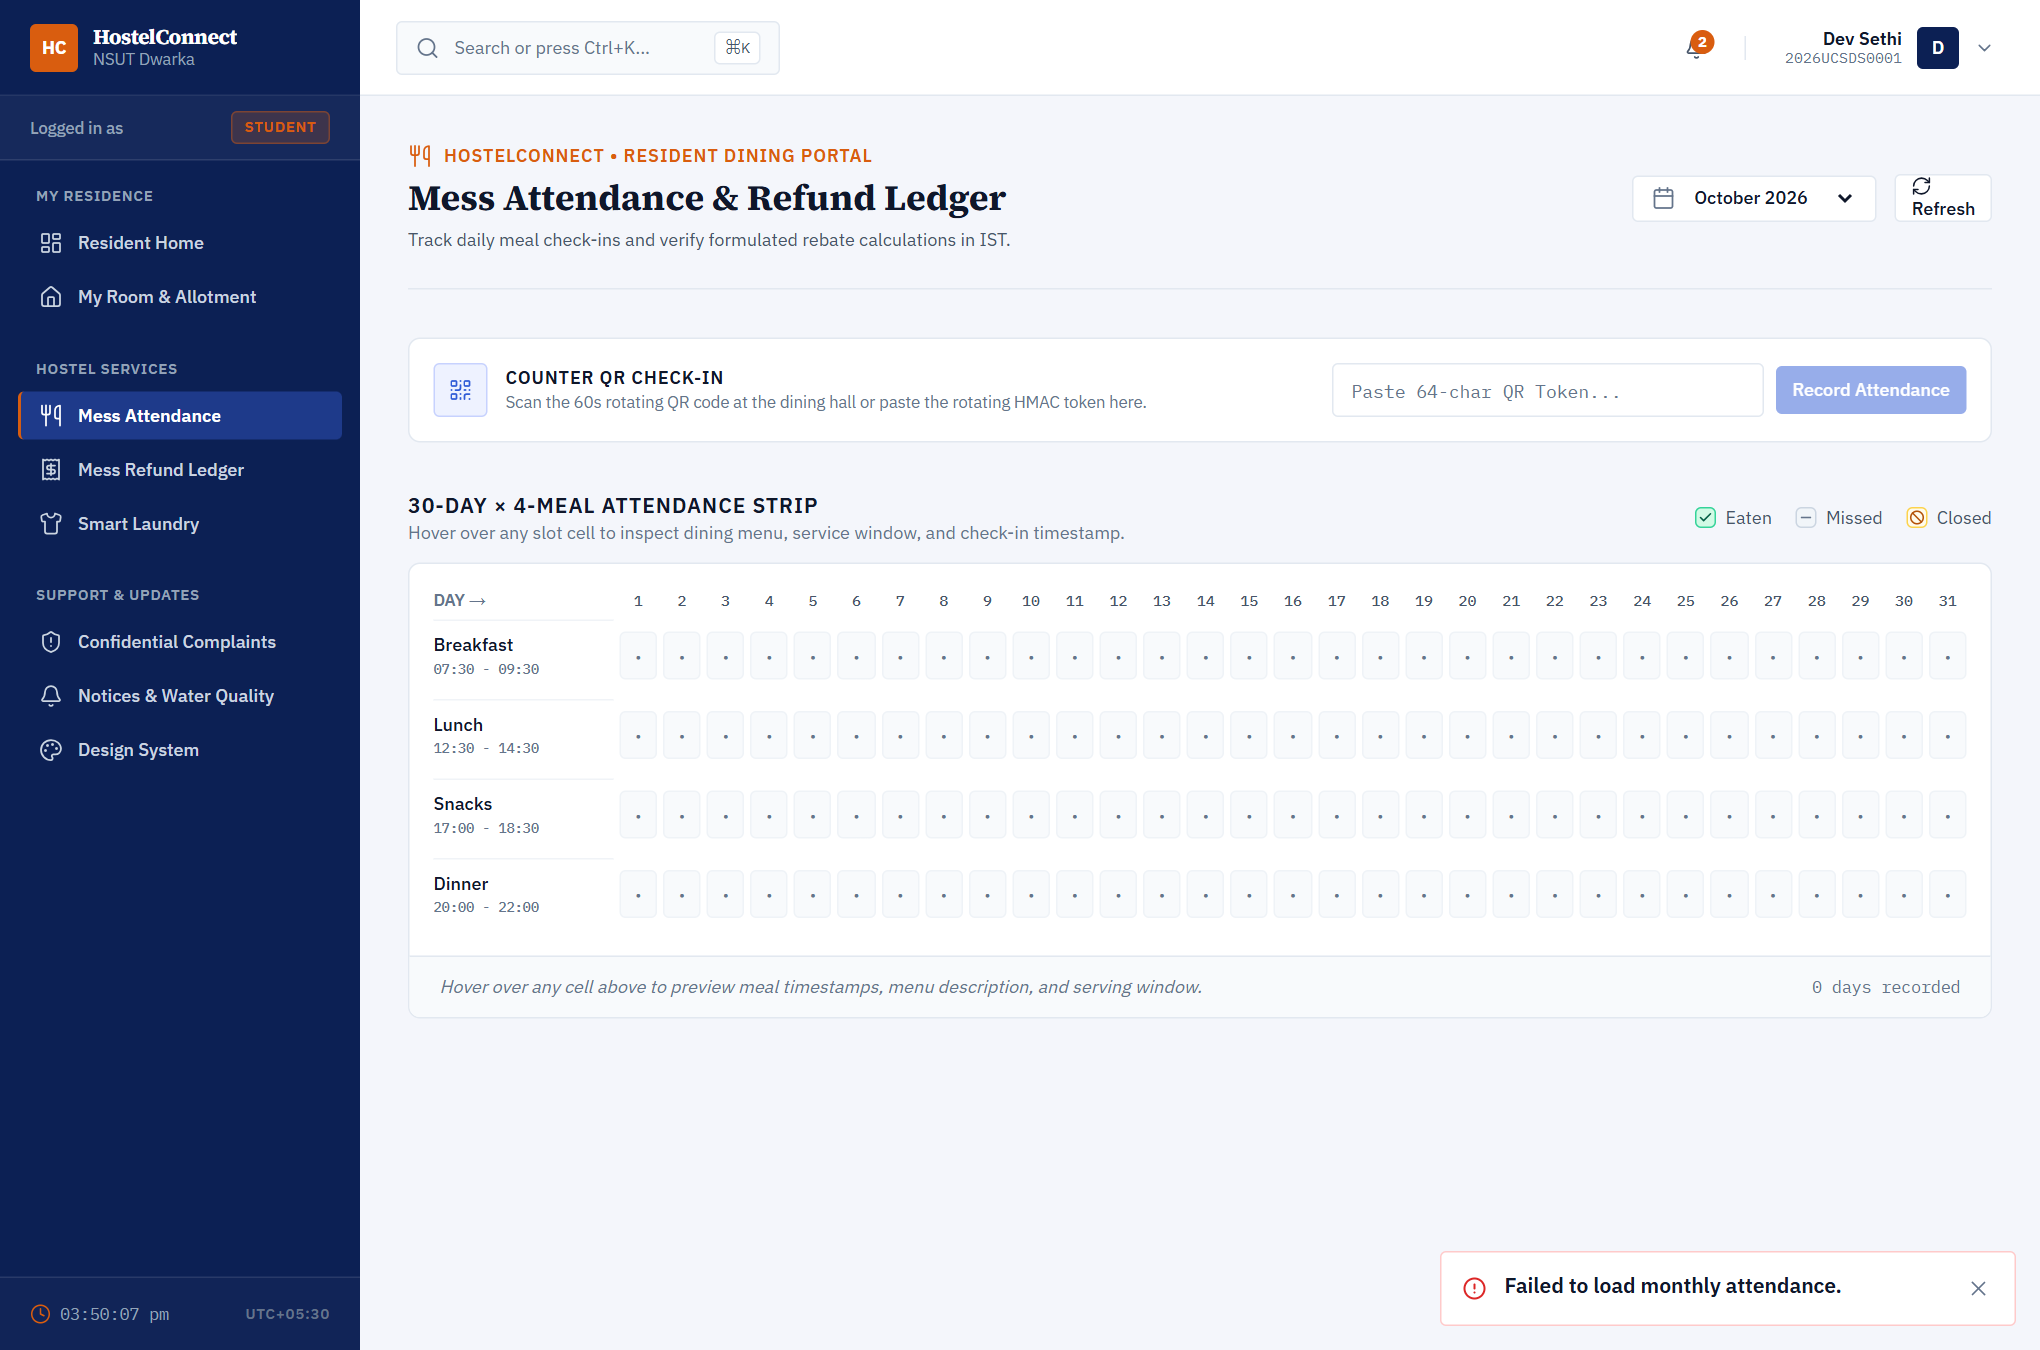 HC
HostelConnect
NSUT Dwarka
Logged in as
STUDENT
MY RESIDENCE
Resident Home
My Room & Allotment
HOSTEL SERVICES
Mess Attendance
Mess Refund Ledger
Smart Laundry
SUPPORT & UPDATES
Confidential Complaints
Notices & Water Quality
Design System
03:50:07 pm
UTC+05:30
Search or press Ctrl+K...
⌘K
2
Dev Sethi
2026UCSDS0001
D
HOSTELCONNECT • RESIDENT DINING PORTAL
Mess Attendance & Refund Ledger
Track daily meal check-ins and verify formulated rebate calculations in IST.
October 2026
Refresh
COUNTER QR CHECK-IN
Scan the 60s rotating QR code at the dining hall or paste the rotating HMAC token here.
Paste 64-char QR Token...
Record Attendance
30-DAY × 4-MEAL ATTENDANCE STRIP
Hover over any slot cell to inspect dining menu, service window, and check-in timestamp.
Eaten
Missed
Closed
DAY → 1 2 3 4 5 6 7 8 9 10 11 12 13 14 15 16 17 18 19 20 21 22 23 24 25 26 27 28 29 30 31
Breakfast
07:30 - 09:30
Lunch
12:30 - 14:30
Snacks
17:00 - 18:30
Dinner
20:00 - 22:00
Hover over any cell above to preview meal timestamps, menu description, and serving window.
0 days recorded
Failed to load monthly attendance.